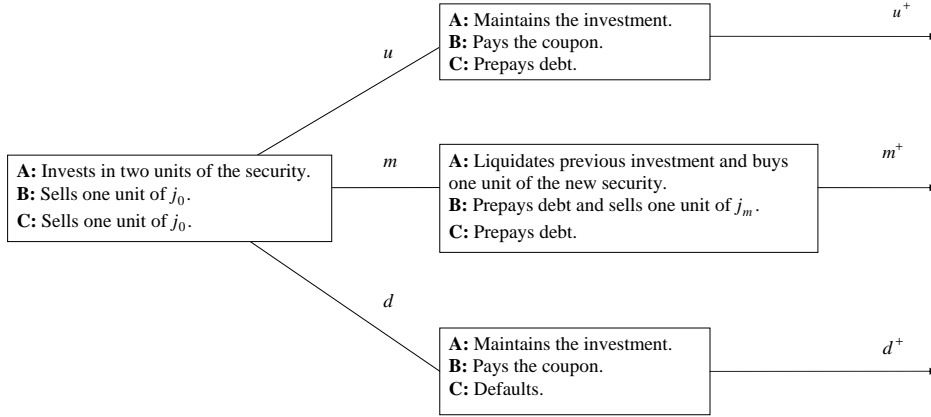 u+
A: Maintains the investment.
B: Pays the coupon.
C: Prepays debt.
u
A: Invests in two units of the security.
B: Sells one unit of j0.
C: Sells one unit of j0.
m
A: Liquidates previous investment and buys
one unit of the new security.
B: Prepays debt and sells one unit of jm.
C: Prepays debt.
m+
d
A: Maintains the investment.
B: Pays the coupon.
C: Defaults.
d+